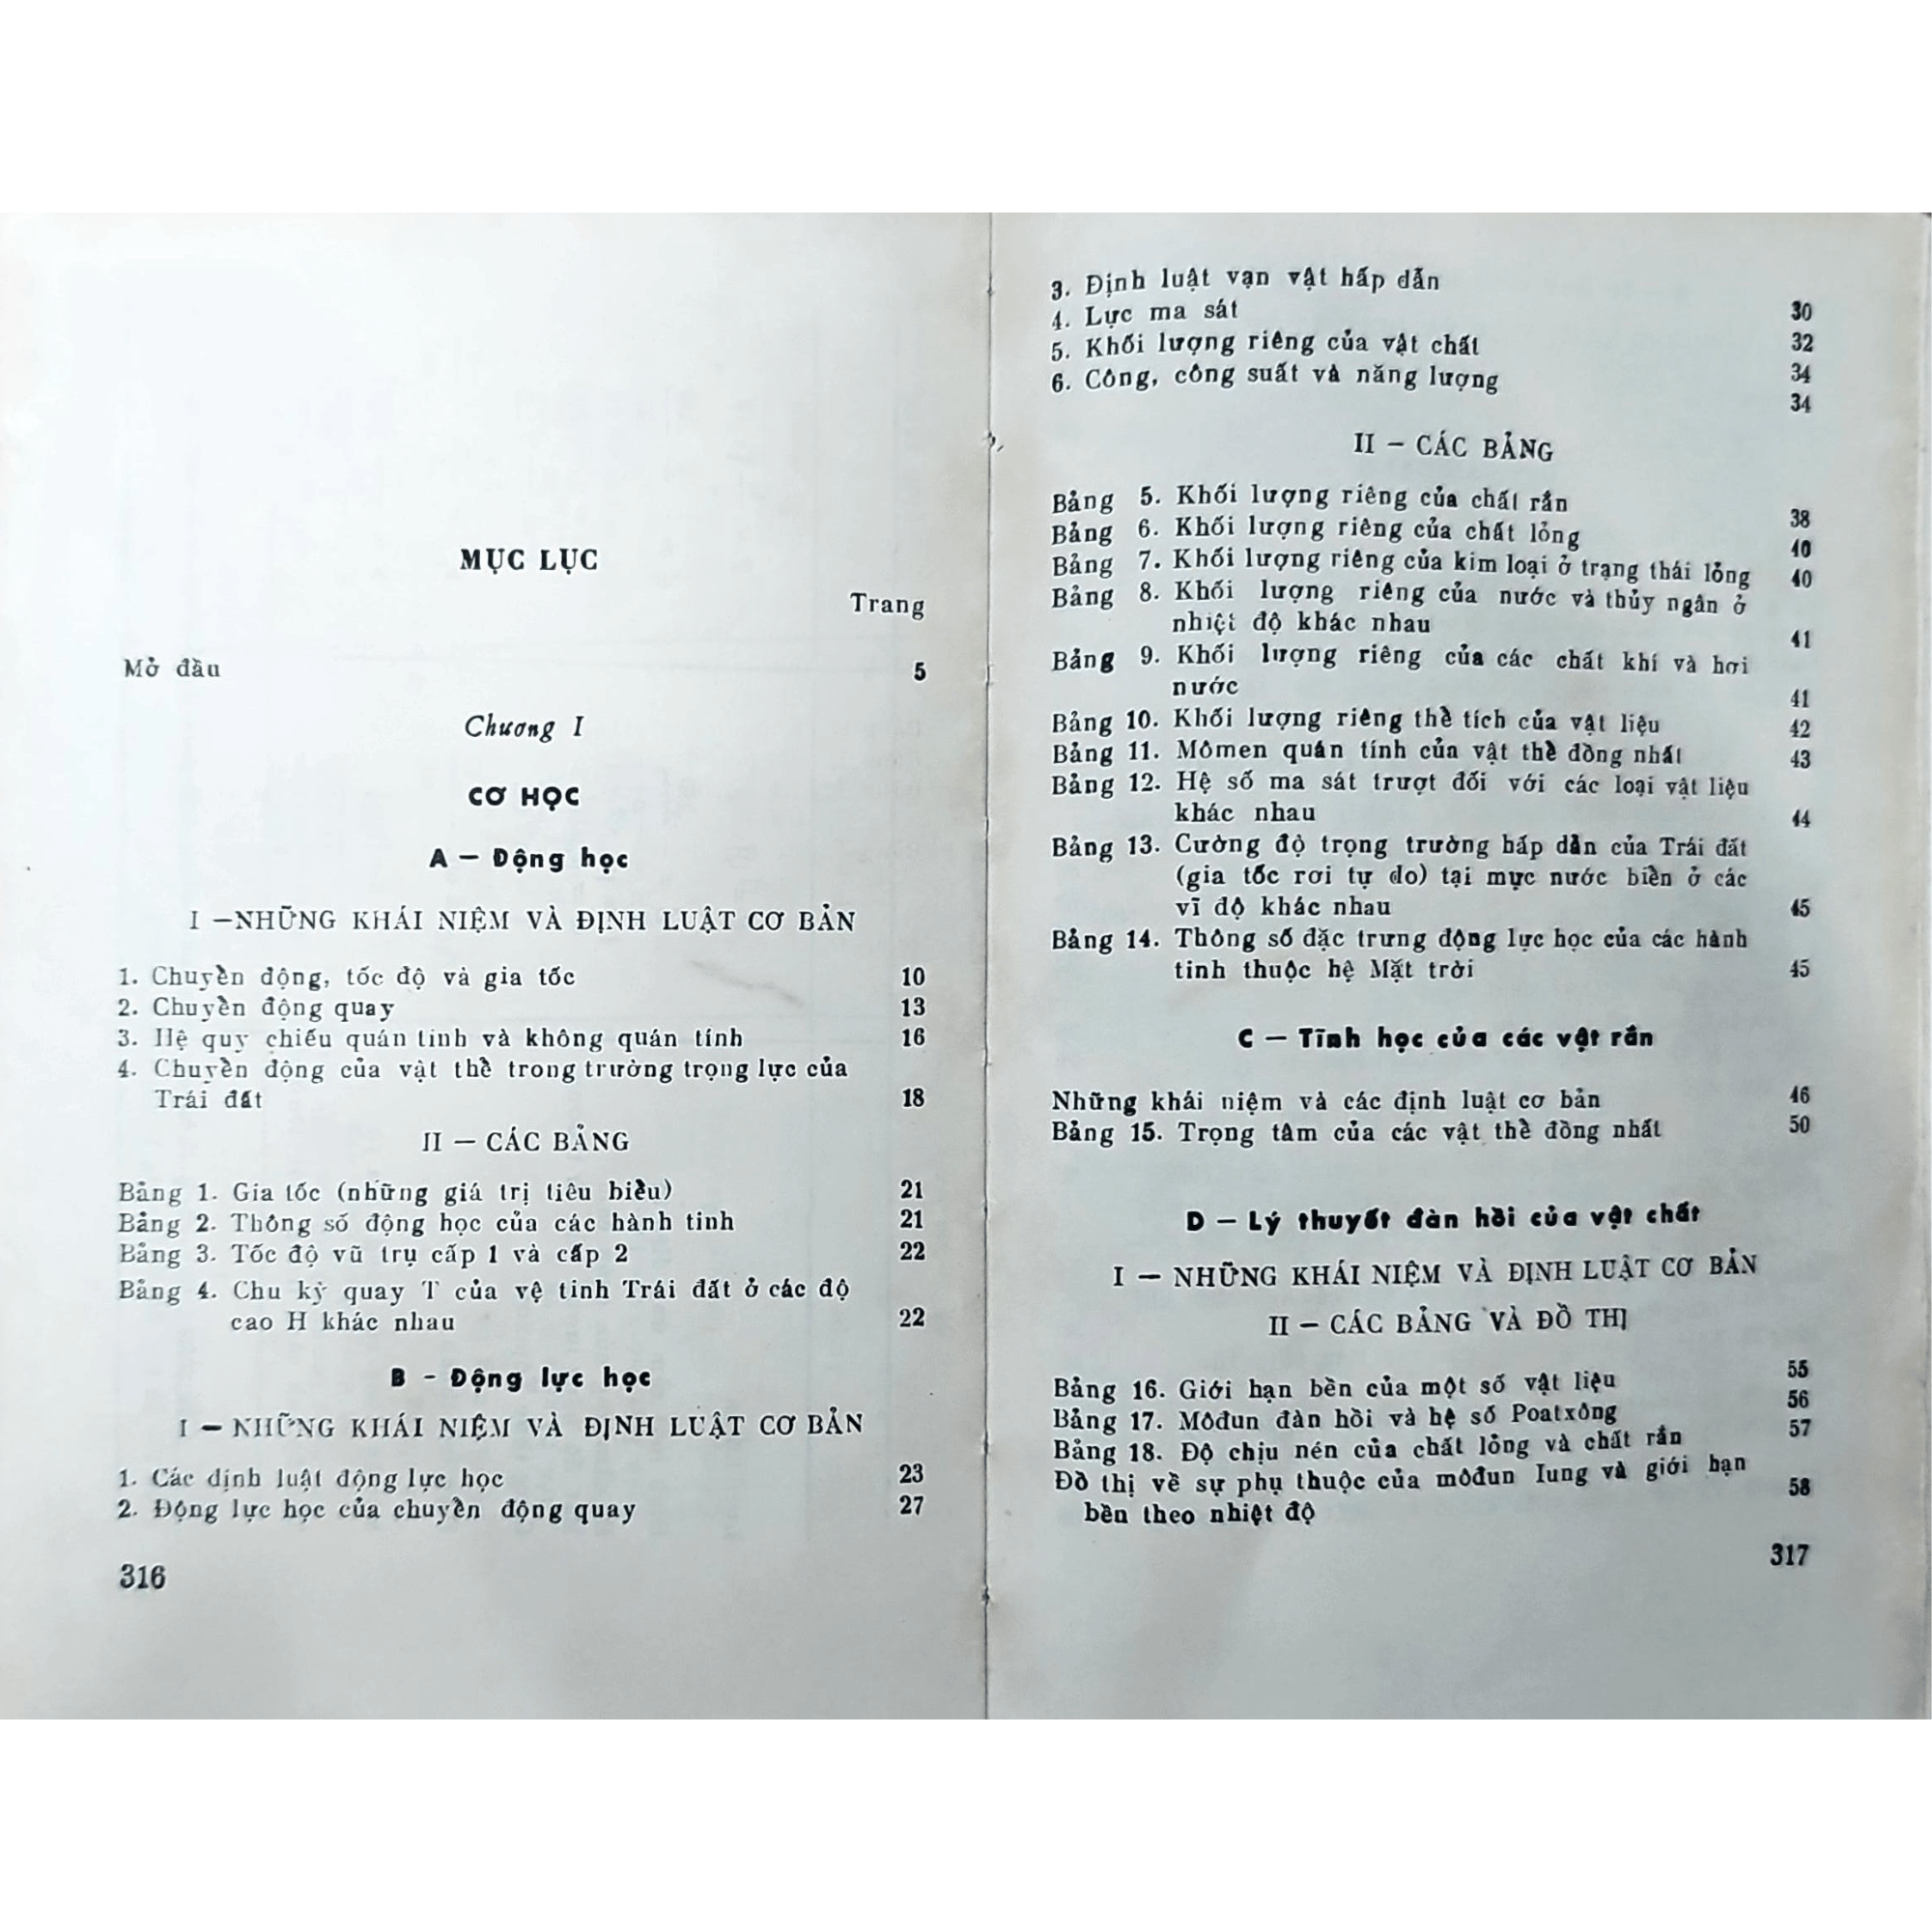 MỤC LỤC
Trang
Mở đầu 5
Chương I
CƠ HỌC
A — Động học
I —NHỮNG KHÁI NIỆM VÀ ĐỊNH LUẬT CƠ BẢN
1. Chuyển động, tốc độ và gia tốc 10
2. Chuyển động quay 13
3. Hệ quy chiếu quán tính và không quán tính 16
4. Chuyển động của vật thể trong trường trọng lực của
Trái đất 18
II — CÁC BẢNG
Bảng 1. Gia tốc (những giá trị tiêu biểu) 21
Bảng 2. Thông số động học của các hành tinh 21
Bảng 3. Tốc độ vũ trụ cấp 1 và cấp 2 22
Bảng 4. Chu kỳ quay T của vệ tinh Trái đất ở các độ
cao H khác nhau 22
B - Động lực học
I — NHỮNG KHÁI NIỆM VÀ ĐỊNH LUẬT CƠ BẢN
1. Các định luật động lực học 23
2. Động lực học của chuyển động quay 27
316
3. Định luật vạn vật hấp dẫn 30
4. Lực ma sát 32
5. Khối lượng riêng của vật chất 34
6. Công, công suất và năng lượng 34
II — CÁC BẢNG
Bảng 5. Khối lượng riêng của chất rắn 38
Bảng 6. Khối lượng riêng của chất lỏng 40
Bảng 7. Khối lượng riêng của kim loại ở trạng thái lỏng 40
Bảng 8. Khối lượng riêng của nước và thủy ngân ở
nhiệt độ khác nhau 41
Bảng 9. Khối lượng riêng của các chất khí và hơi
nước 41
Bảng 10. Khối lượng riêng thể tích của vật liệu 42
Bảng 11. Mômen quán tính của vật thể đồng nhất 43
Bảng 12. Hệ số ma sát trượt đối với các loại vật liệu
khác nhau 44
Bảng 13. Cường độ trọng trường hấp dẫn của Trái đất
(gia tốc rơi tự do) tại mực nước biển ở các
vĩ độ khác nhau 45
Bảng 14. Thông số đặc trưng động lực học của các hành
tinh thuộc hệ Mặt trời 45
C — Tĩnh học của các vật rắn
Những khái niệm và các định luật cơ bản 46
Bảng 15. Trọng tâm của các vật thể đồng nhất 50
D — Lý thuyết đàn hồi của vật chất
I — NHỮNG KHÁI NIỆM VÀ ĐỊNH LUẬT CƠ BẢN
II — CÁC BẢNG VÀ ĐỒ THỊ
Bảng 16. Giới hạn bền của một số vật liệu 55
Bảng 17. Môđun đàn hồi và hệ số Poatxông 56
Bảng 18. Độ chịu nén của chất lỏng và chất rắn 57
Đồ thị về sự phụ thuộc của môđun Iung và giới hạn
bền theo nhiệt độ 58
317